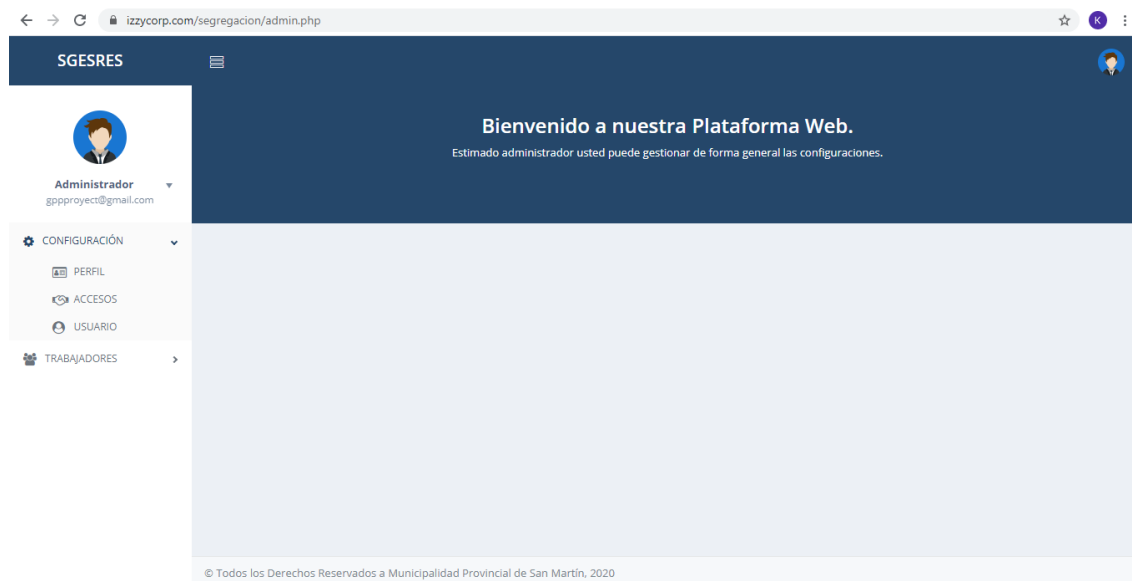 izzycorp.com/segregacion/admin.php
K
SGESRES
Bienvenido a nuestra Plataforma Web.
Estimado administrador usted puede gestionar de forma general las configuraciones.
Administrador
gppproyect@gmail.com
CONFIGURACIÓN
PERFIL
ACCESOS
USUARIO
TRABAJADORES
© Todos los Derechos Reservados a Municipalidad Provincial de San Martín, 2020